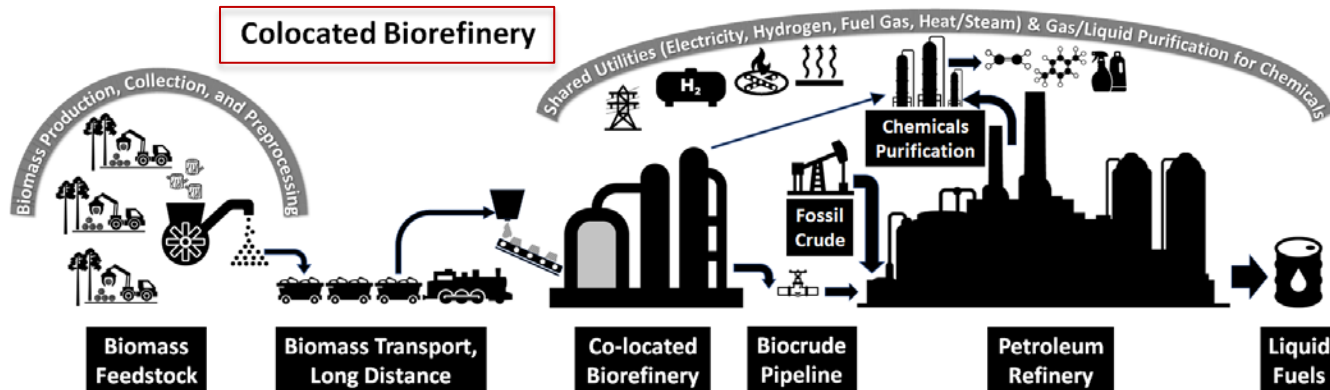 Colocated Biorefinery
Biomass Production, Collection, and Preprocessing
Shared Utilities (Electricity, Hydrogen, Fuel Gas, Heat/Steam) & Gas/Liquid Purification for Chemicals
H2
Chemicals
Purification
Fossil
Crude
Biomass
Feedstock
Biomass Transport,
Long Distance
Co-located
Biorefinery
Biocrude
Pipeline
Petroleum
Refinery
Liquid
Fuels